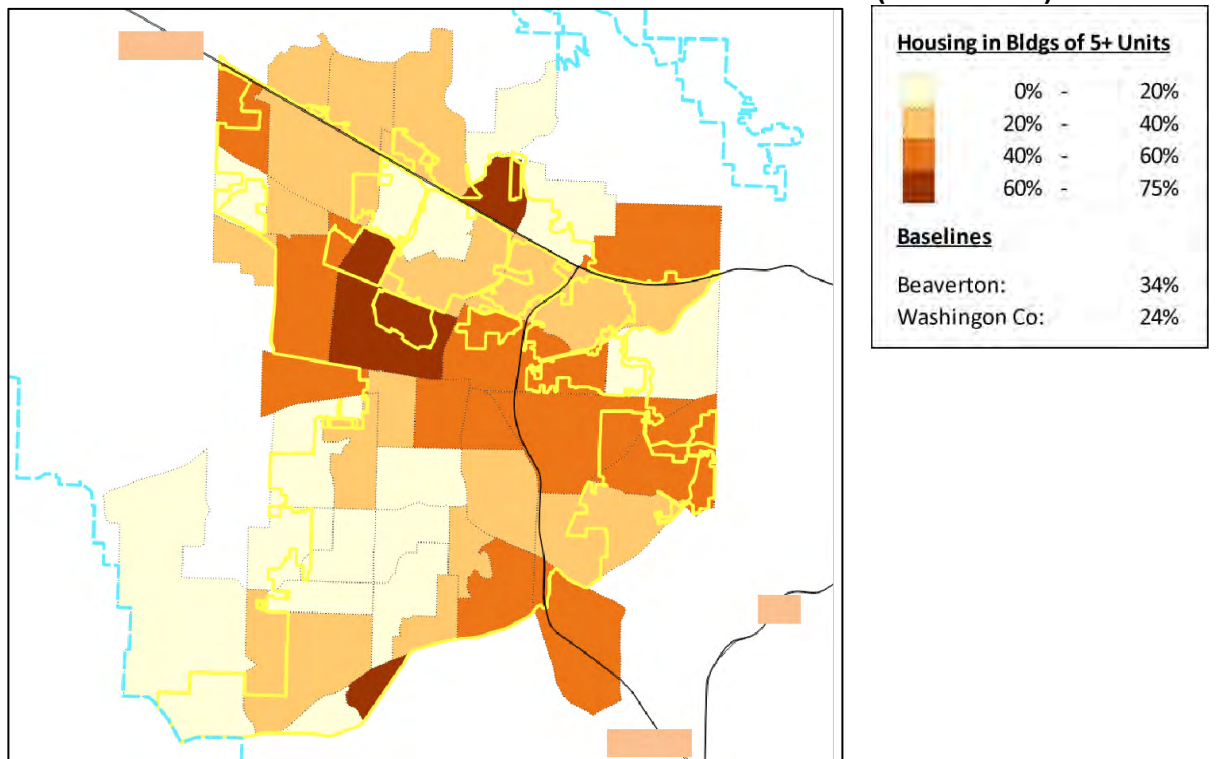 Housing in Bldgs of 5+ Units
0% - 20%
20% - 40%
40% - 60%
60% - 75%
Baselines
Beaverton: 34%
Washingon Co: 24%